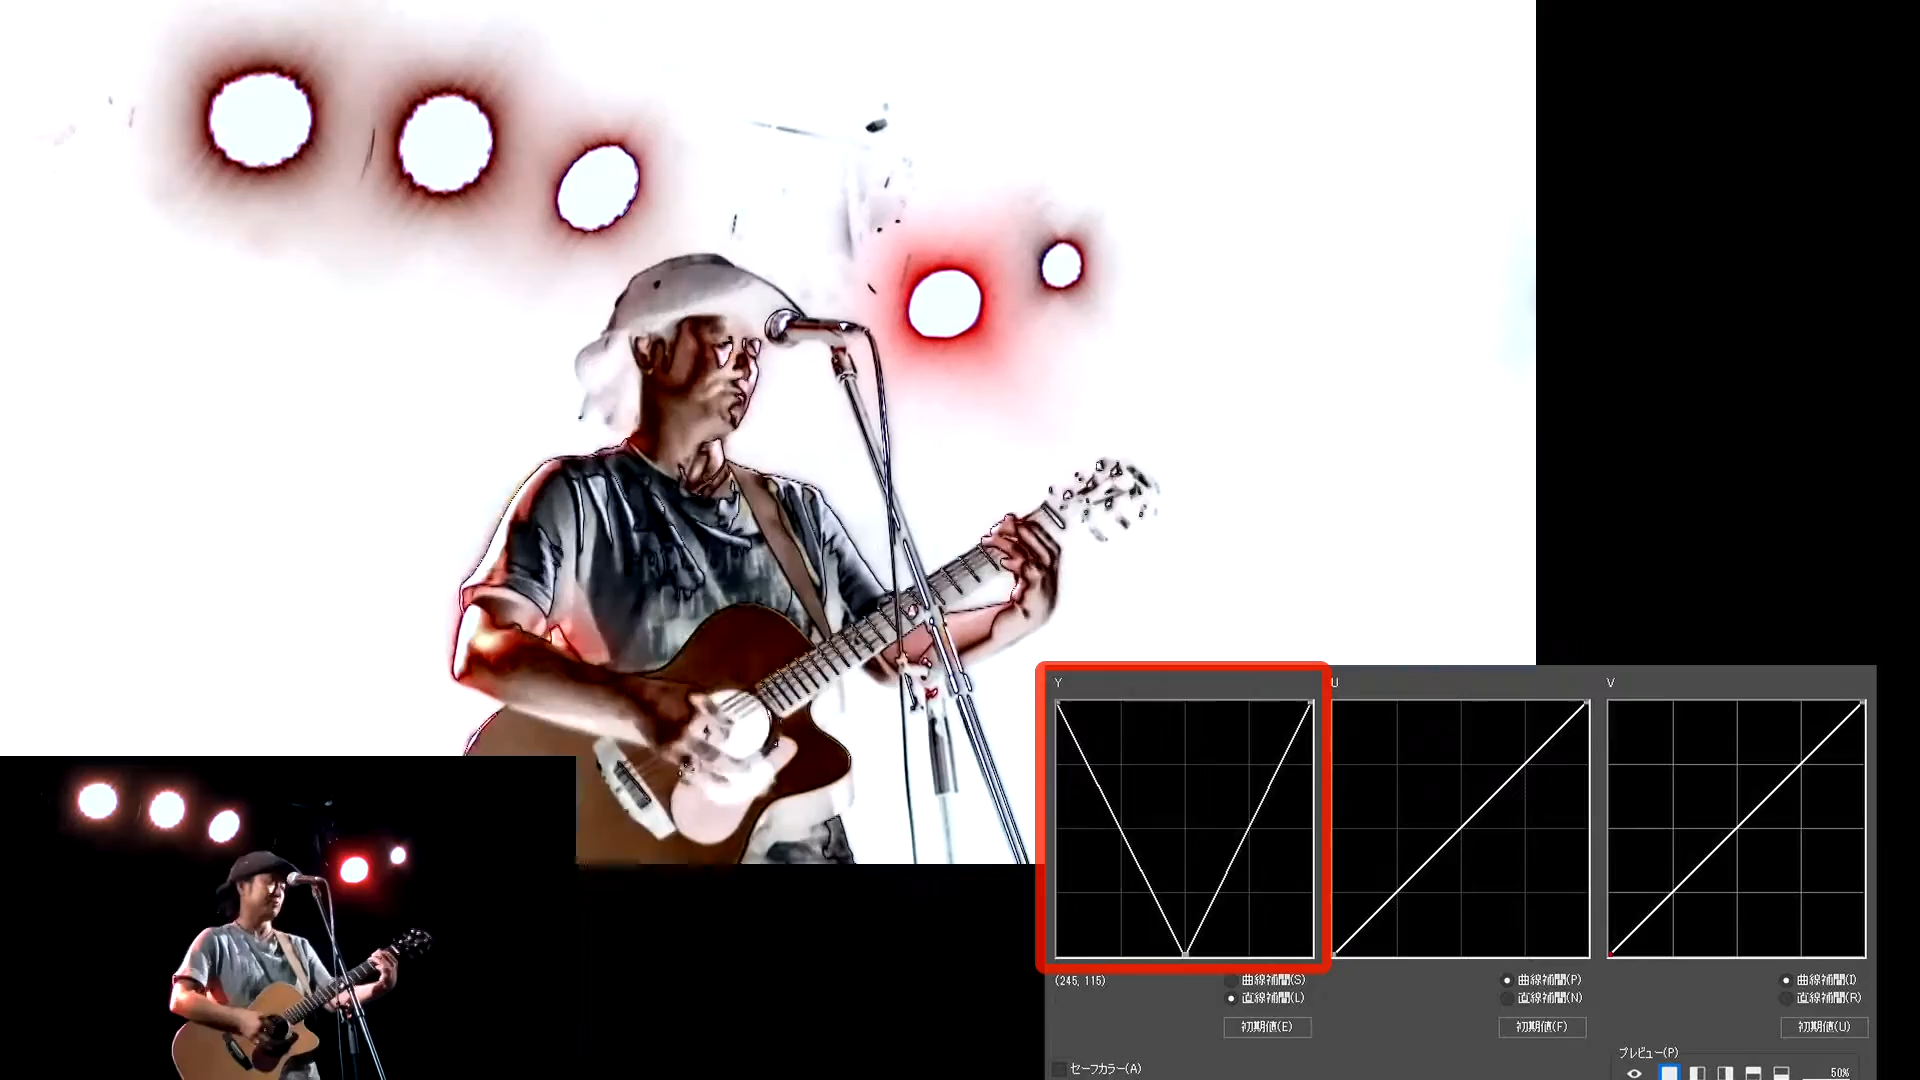 Y
U
V
(245, 115)
曲線補間(S)
直線補間(L)
初期値(E)
曲線補間(P)
直線補間(N)
初期値(F)
曲線補間(I)
直線補間(R)
初期値(U)
セーフカラー(A)
プレビュー(P)
50%